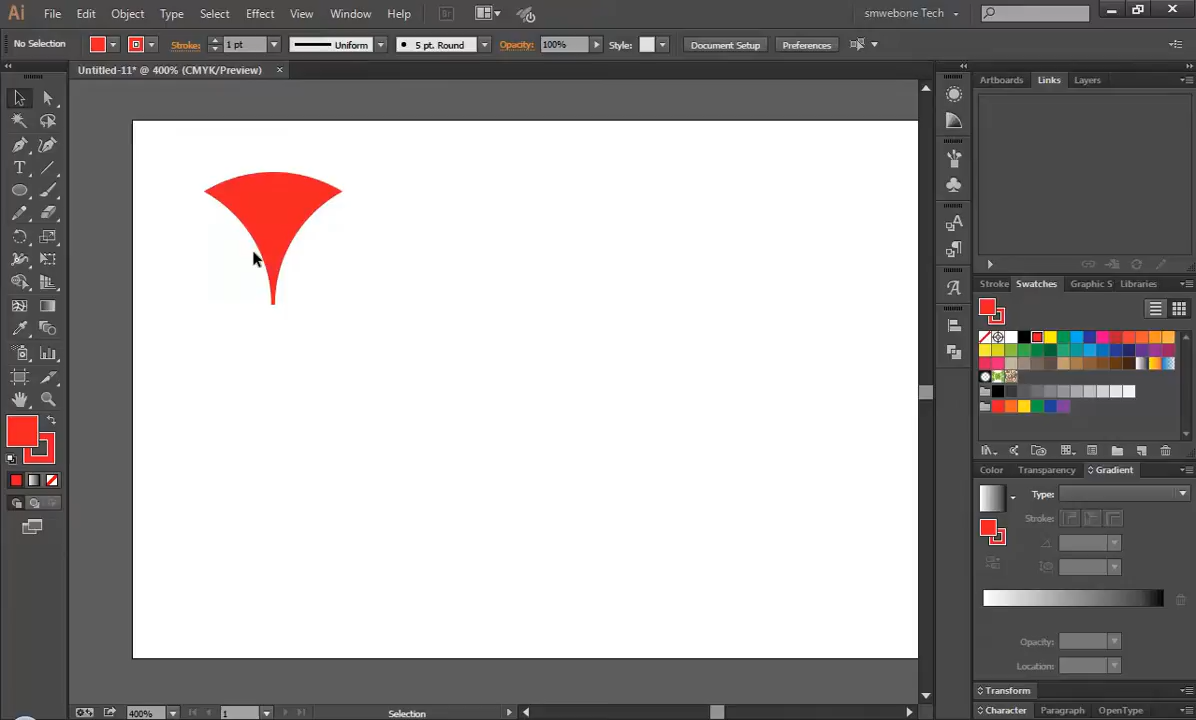 Ai File Edit Object Type Select Effect View Window Help Br smwebone Tech
No Selection Stroke: 1 pt Uniform 5 pt. Round Opacity: 100% Style: Document Setup Preferences
Untitled-11* @ 400% (CMYK/Preview) ×
Artboards Links Layers
Stroke Swatches Graphic S Libraries
Color Transparency Gradient
Type:
Stroke:
Opacity:
Location:
Transform
Character Paragraph OpenType
400% 1 Selection